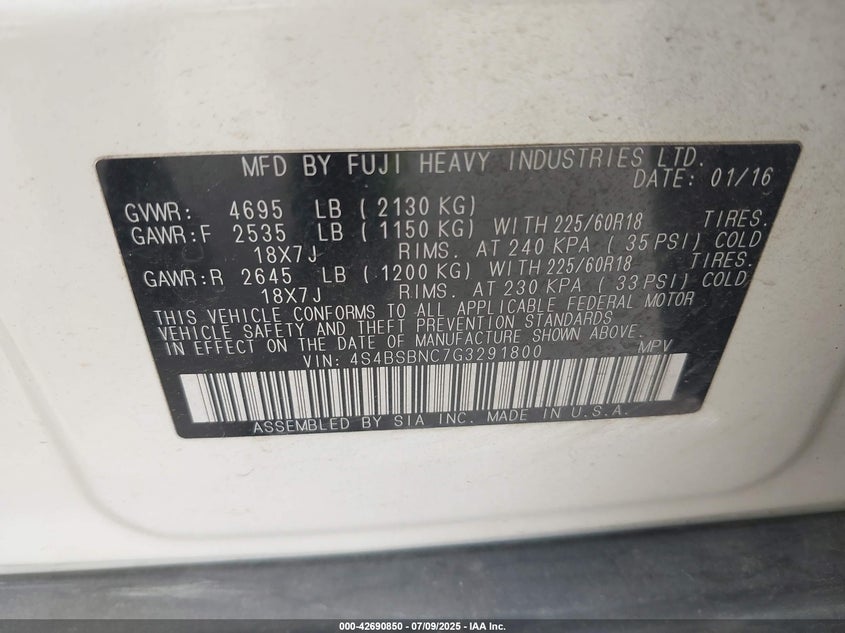 MFD BY FUJI HEAVY INDUSTRIES LTD.
DATE: 01/16
GVWR: 4695 LB ( 2130 KG)
GAWR:F 2535 LB ( 1150 KG) WITH 225/60R18 TIRES.
18X7J RIMS. AT 240 KPA ( 35 PSI) COLD
GAWR:R 2645 LB ( 1200 KG) WITH 225/60R18 TIRES.
18X7J RIMS. AT 230 KPA ( 33 PSI) COLD
THIS VEHICLE CONFORMS TO ALL APPLICABLE FEDERAL MOTOR
VEHICLE SAFETY AND THEFT PREVENTION STANDARDS
IN EFFECT ON THE DATE OF MANUFACTURE SHOWN ABOVE.
VIN: 4S4BSBNC7G3291800 MPV
ASSEMBLED BY SIA INC. MADE IN U.S.A.
000-42690850 - 07/09/2025 - IAA Inc.